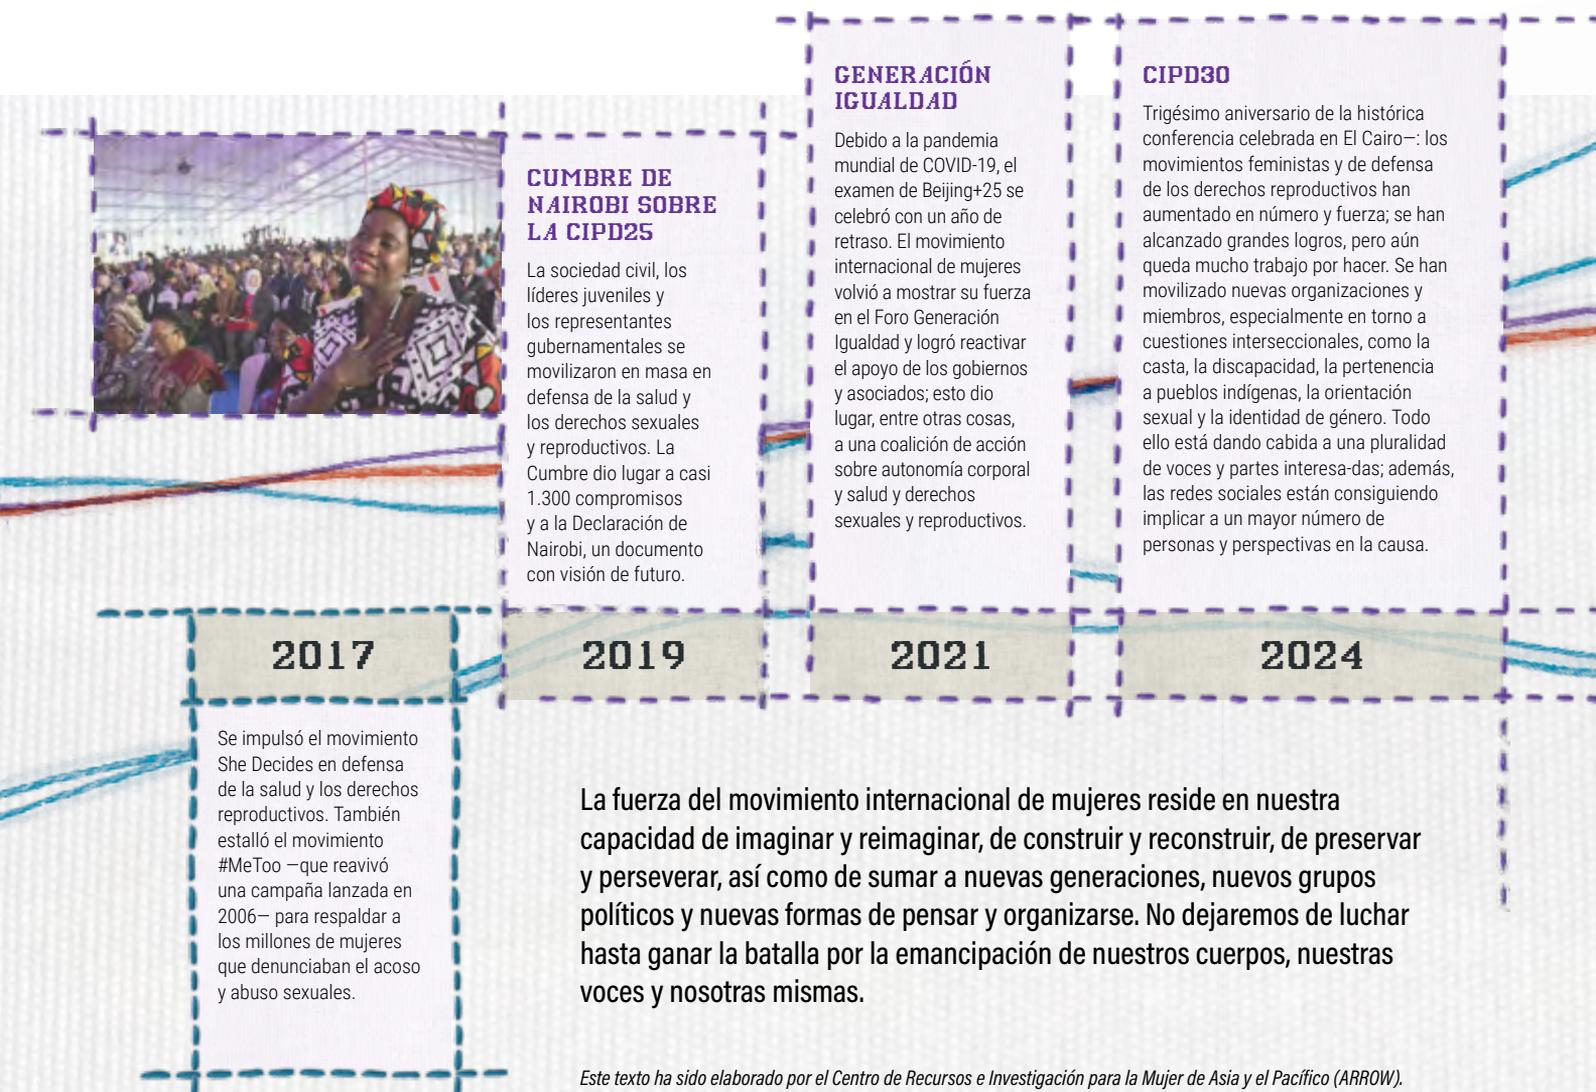 CUMBRE DE
NAIROBI SOBRE
LA CIPD25
La sociedad civil, los
líderes juveniles y
los representantes
gubernamentales se
movilizaron en masa en
defensa de la salud y
los derechos sexuales
y reproductivos. La
Cumbre dio lugar a casi
1.300 compromisos
y a la Declaración de
Nairobi, un documento
con visión de futuro.
GENERACIÓN
IGUALDAD
Debido a la pandemia
mundial de COVID-19, el
examen de Beijing+25 se
celebró con un año de
retraso. El movimiento
internacional de mujeres
volvió a mostrar su fuerza
en el Foro Generación
Igualdad y logró reactivar
el apoyo de los gobiernos
y asociados; esto dio
lugar, entre otras cosas,
a una coalición de acción
sobre autonomía corporal
y salud y derechos
sexuales y reproductivos.
CIPD30
Trigésimo aniversario de la histórica
conferencia celebrada en El Cairo—: los
movimientos feministas y de defensa
de los derechos reproductivos han
aumentado en número y fuerza; se han
alcanzado grandes logros, pero aún
queda mucho trabajo por hacer. Se han
movilizado nuevas organizaciones y
miembros, especialmente en torno a
cuestiones interseccionales, como la
casta, la discapacidad, la pertenencia
a pueblos indígenas, la orientación
sexual y la identidad de género. Todo
ello está dando cabida a una pluralidad
de voces y partes interesa-das; además,
las redes sociales están consiguiendo
implicar a un mayor número de
personas y perspectivas en la causa.
2017
2019
2021
2024
Se impulsó el movimiento
She Decides en defensa
de la salud y los derechos
reproductivos. También
estalló el movimiento
#MeToo —que reavivó
una campaña lanzada en
2006— para respaldar a
los millones de mujeres
que denunciaban el acoso
y abuso sexuales.
La fuerza del movimiento internacional de mujeres reside en nuestra
capacidad de imaginar y reimaginar, de construir y reconstruir, de preservar
y perseverar, así como de sumar a nuevas generaciones, nuevos grupos
políticos y nuevas formas de pensar y organizarse. No dejaremos de luchar
hasta ganar la batalla por la emancipación de nuestros cuerpos, nuestras
voces y nosotras mismas.
Este texto ha sido elaborado por el Centro de Recursos e Investigación para la Mujer de Asia y el Pacífico (ARROW).